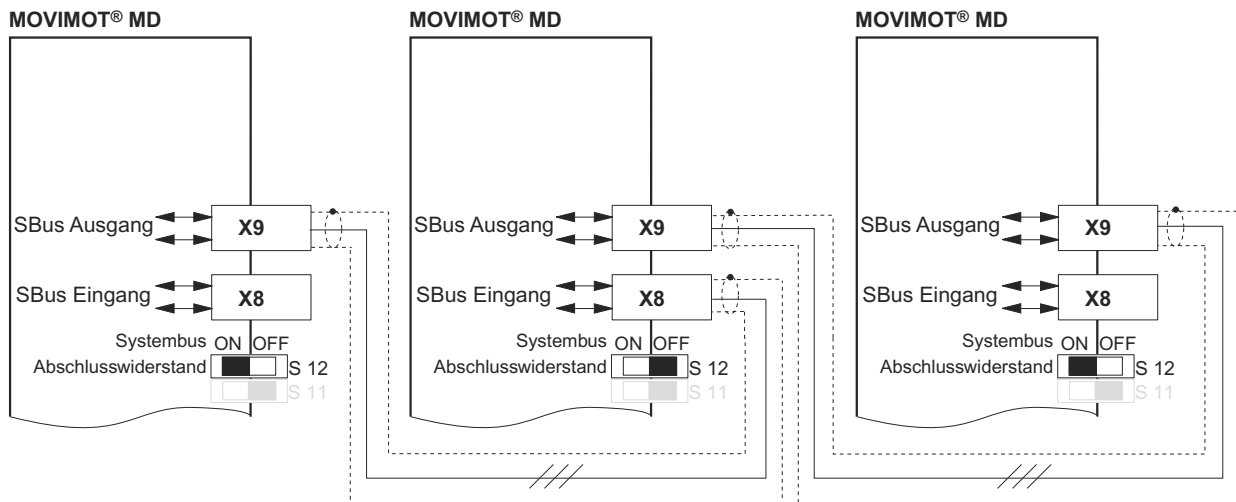 MOVIMOT® MD
SBus Ausgang X9
SBus Eingang X8
Systembus ON OFF
Abschlusswiderstand S 12
S 11
MOVIMOT® MD
SBus Ausgang X9
SBus Eingang X8
Systembus ON OFF
Abschlusswiderstand S 12
S 11
MOVIMOT® MD
SBus Ausgang X9
SBus Eingang X8
Systembus ON OFF
Abschlusswiderstand S 12
S 11